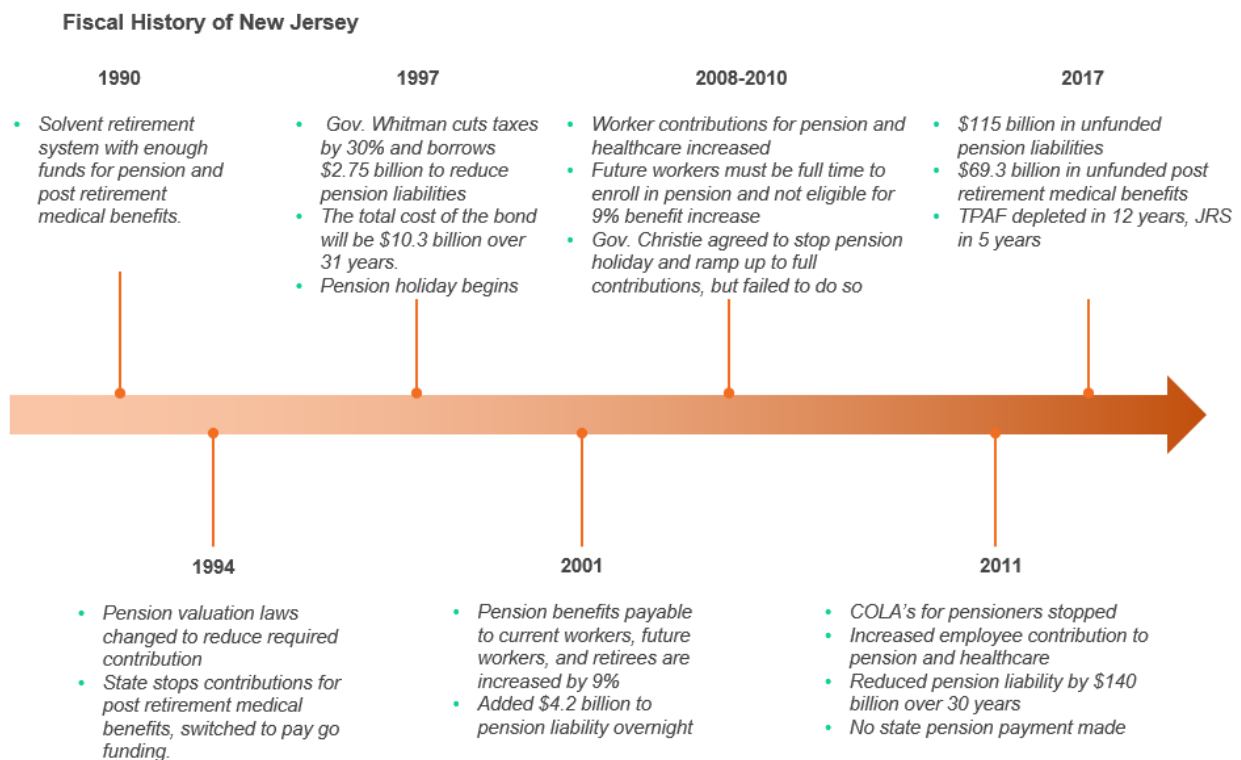 Fiscal History of New Jersey
1990
• Solvent retirement
system with enough
funds for pension and
post retirement
medical benefits.
1997
• Gov. Whitman cuts taxes
by 30% and borrows
$2.75 billion to reduce
pension liabilities
• The total cost of the bond
will be $10.3 billion over
31 years.
• Pension holiday begins
2008-2010
• Worker contributions for pension and
healthcare increased
• Future workers must be full time to
enroll in pension and not eligible for
9% benefit increase
• Gov. Christie agreed to stop pension
holiday and ramp up to full
contributions, but failed to do so
2017
• $115 billion in unfunded
pension liabilities
• $69.3 billion in unfunded post
retirement medical benefits
• TPAF depleted in 12 years, JRS
in 5 years
1994
• Pension valuation laws
changed to reduce required
contribution
• State stops contributions for
post retirement medical
benefits, switched to pay go
funding.
2001
• Pension benefits payable
to current workers, future
workers, and retirees are
increased by 9%
• Added $4.2 billion to
pension liability overnight
2011
• COLA's for pensioners stopped
• Increased employee contribution to
pension and healthcare
• Reduced pension liability by $140
billion over 30 years
• No state pension payment made